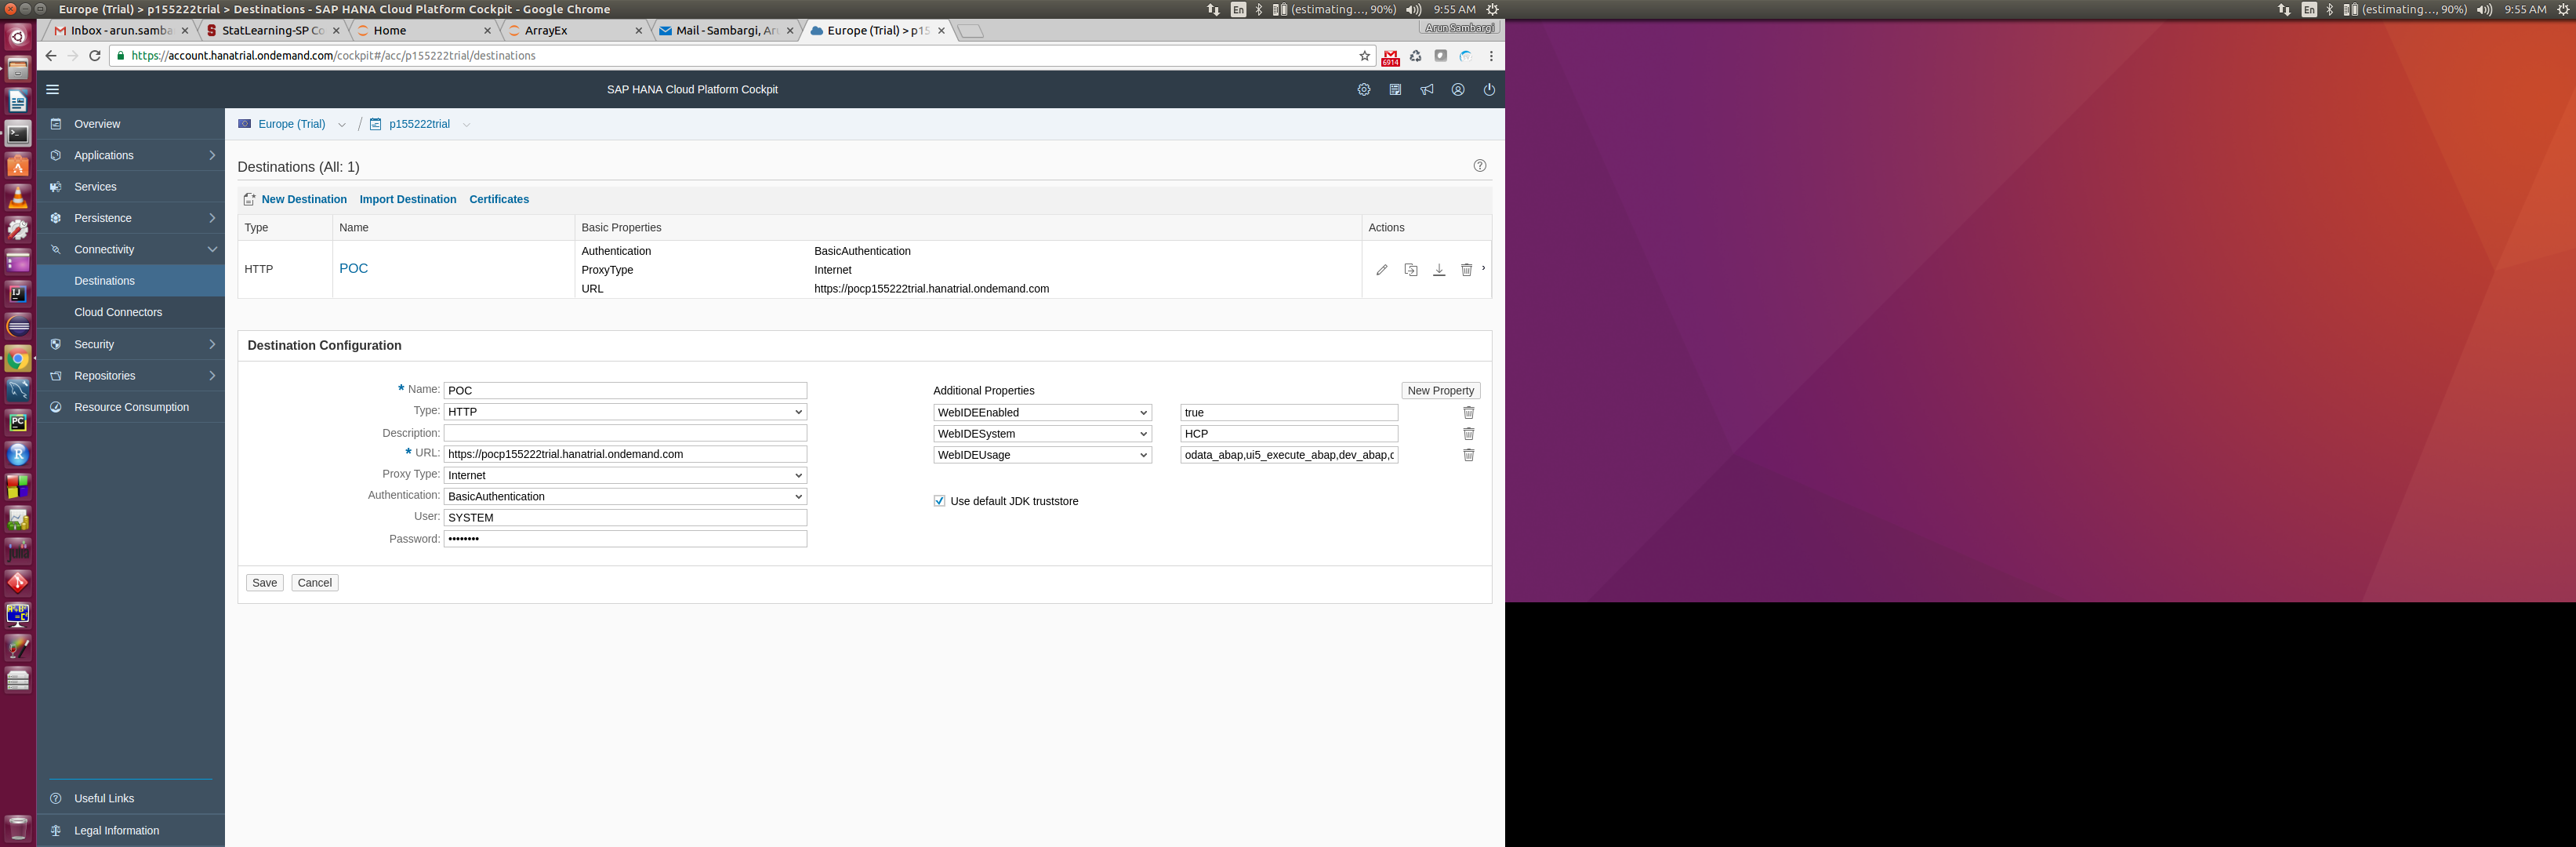 Europe (Trial) > p155222trial > Destinations - SAP HANA Cloud Platform Cockpit - Google Chrome
En (estimating..., 90%) 9:55 AM
En (estimating..., 90%) 9:55 AM
Inbox - arun.samba
StatLearning-SP Co
Home
ArrayEx
Mail - Sambargi, Ar
Europe (Trial) > p15
Arun Sambargi
https://account.hanatrial.ondemand.com/cockpit#/acc/p155222trial/destinations
6914
SAP HANA Cloud Platform Cockpit
Overview
Applications
Services
Persistence
Connectivity
Destinations
Cloud Connectors
Security
Repositories
Resource Consumption
Useful Links
Legal Information
Europe (Trial) / p155222trial
Destinations (All: 1)
New Destination Import Destination Certificates
Type Name Basic Properties Actions
HTTP POC
Authentication BasicAuthentication
ProxyType Internet
URL https://pocp155222trial.hanatrial.ondemand.com
Destination Configuration
* Name: POC
Type: HTTP
Description:
* URL: https://pocp155222trial.hanatrial.ondemand.com
Proxy Type: Internet
Authentication: BasicAuthentication
User: SYSTEM
Password: ••••••••
Additional Properties New Property
WebIDEEnabled true
WebIDESystem HCP
WebIDEUsage odata_abap,ui5_execute_abap,dev_abap,c
Use default JDK truststore
Save Cancel